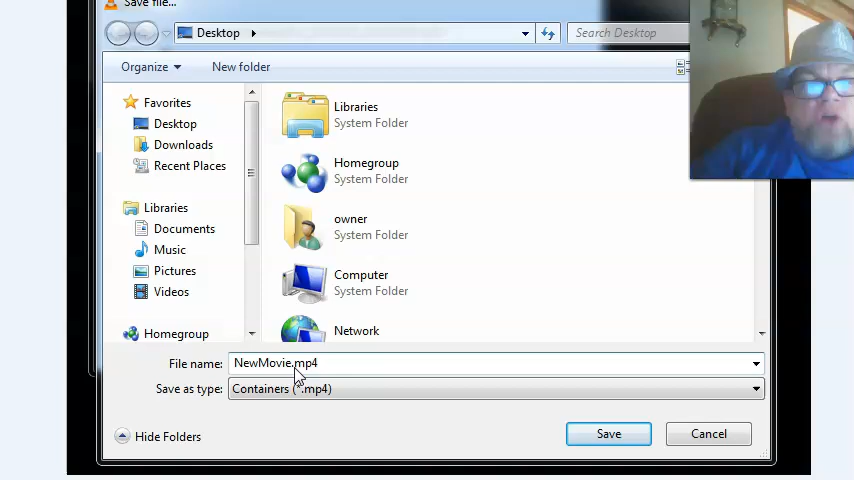 Save file...
Desktop
Search Desktop
Organize
New folder
Favorites
Desktop
Downloads
Recent Places
Libraries
Documents
Music
Pictures
Videos
Homegroup
Libraries
System Folder
Homegroup
System Folder
owner
System Folder
Computer
System Folder
Network
File name:
NewMovie.mp4
Save as type:
Containers (*.mp4)
Hide Folders
Save
Cancel